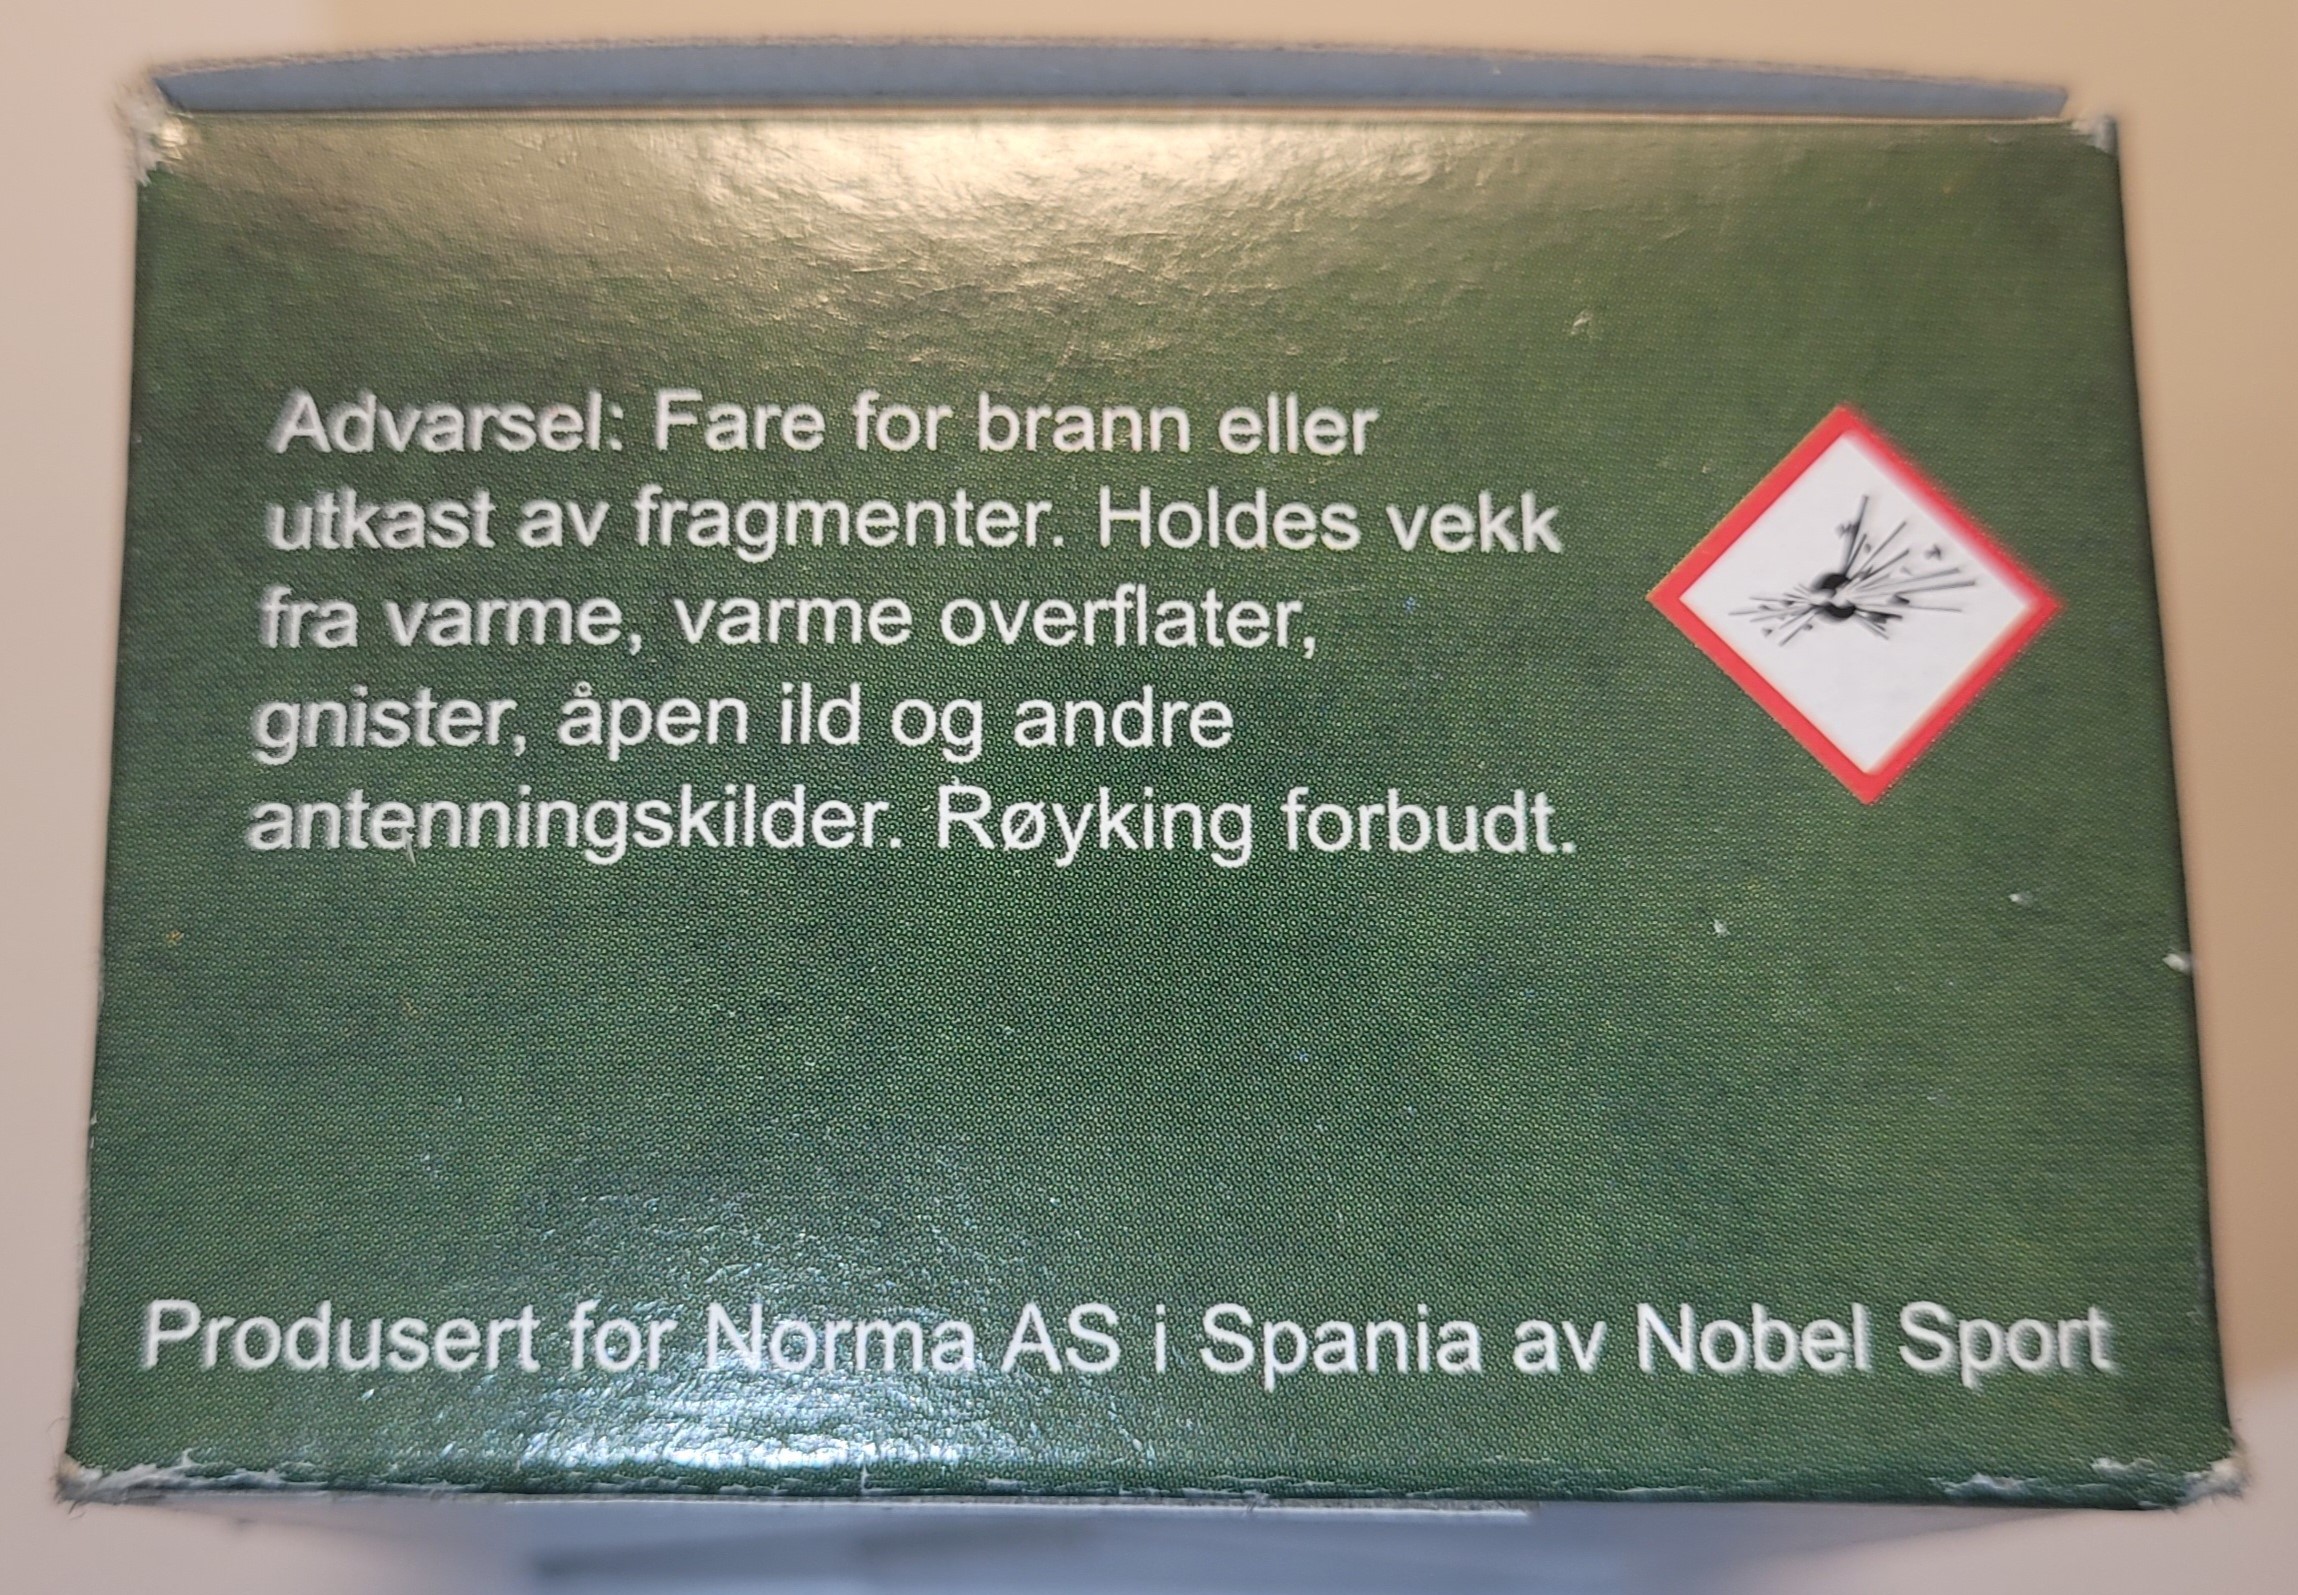 Advarsel: Fare for brann eller
utkast av fragmenter. Holdes vekk
fra varme, varme overflater,
gnister, åpen ild og andre
antenningskilder. Røyking forbudt.
Produsert for Norma AS i Spania av Nobel Sport